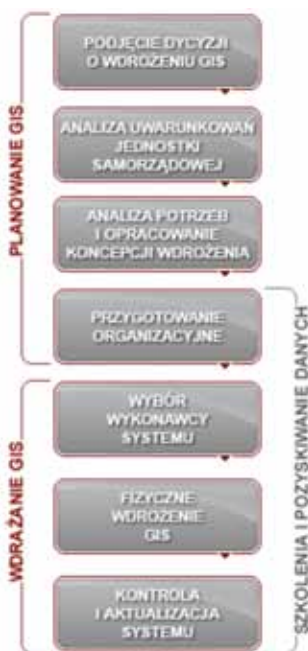 PODJĘCIE DYCYZJI
O WDROŻENIU GIS
ANALIZA UWARUNKOWAŃ
JEDNOSTKI
SAMORZĄDOWEJ
ANALIZA POTRZEB
I OPRACOWANIE
KONCEPCJI WDROŻENIA
PRZYGOTOWANIE
ORGANIZACYJNE
WYBÓR
WYKONAWCY
SYSTEMU
FIZYCZNE
WDROŻENIE
GIS
KONTROLA
I AKTUALIZACJA
SYSTEMU
PLANOWANIE GIS
WDRAŻANIE GIS
SZKOLENIA I POZYSKIWANIE DANYCH